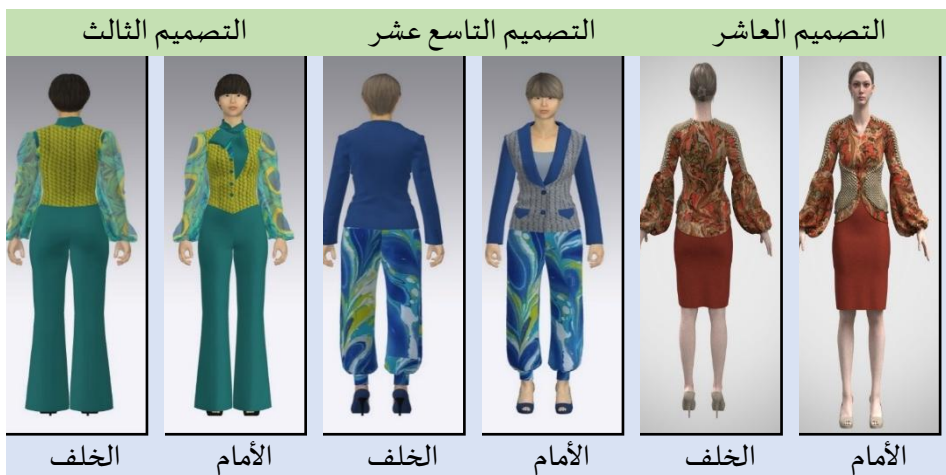 التصميم العاشر التصميم التاسع عشر التصميم الثالث
الأمام الخلف الأمام الخلف الأمام الخلف